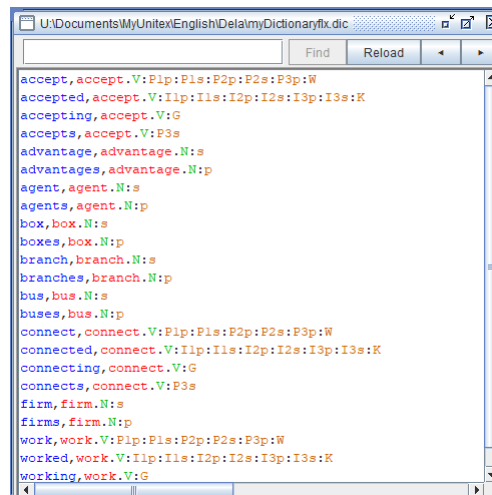 U:\Documents\MyUnitex\English\Dela\myDictionaryflx.dic
Find Reload
accept,accept.V:P1p:P1s:P2p:P2s:P3p:W
accepted,accept.V:I1p:I1s:I2p:I2s:I3p:I3s:K
accepting,accept.V:G
accepts,accept.V:P3s
advantage,advantage.N:s
advantages,advantage.N:p
agent,agent.N:s
agents,agent.N:p
box,box.N:s
boxes,box.N:p
branch,branch.N:s
branches,branch.N:p
bus,bus.N:s
buses,bus.N:p
connect,connect.V:P1p:P1s:P2p:P2s:P3p:W
connected,connect.V:I1p:I1s:I2p:I2s:I3p:I3s:K
connecting,connect.V:G
connects,connect.V:P3s
firm,firm.N:s
firms,firm.N:p
work,work.V:P1p:P1s:P2p:P2s:P3p:W
worked,work.V:I1p:I1s:I2p:I2s:I3p:I3s:K
working,work.V:G